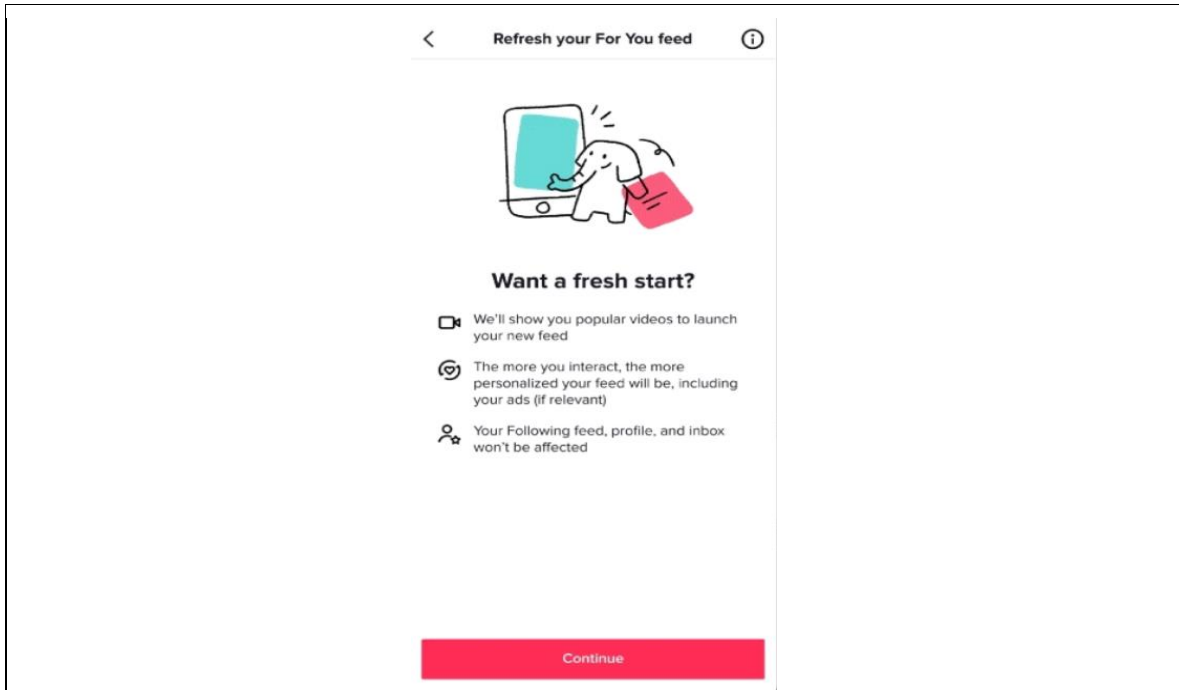 Refresh your For You feed
Want a fresh start?
We'll show you popular videos to launch
your new feed
The more you interact, the more
personalized your feed will be, including
your ads (if relevant)
Your Following feed, profile, and inbox
won't be affected
Continue